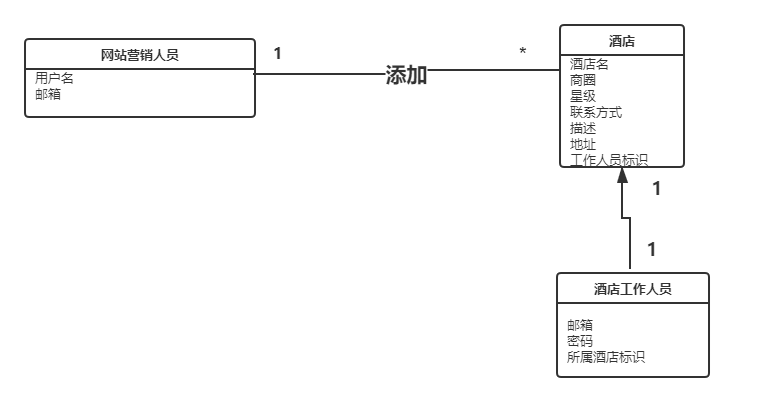 网站营销人员
用户名
邮箱
1
添加
*
酒店
酒店名
商圈
星级
联系方式
描述
地址
工作人员标识
1
1
酒店工作人员
邮箱
密码
所属酒店标识